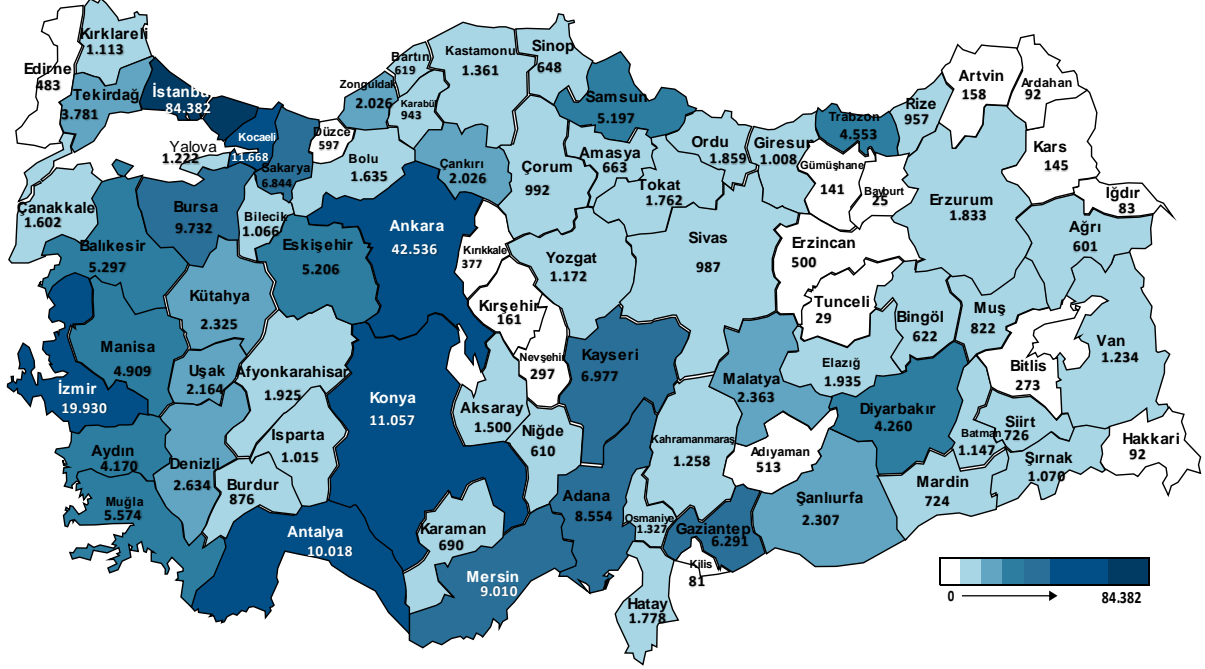 Kırklareli
1.113
Edirne
483
Tekirdağ
3.781
İstanbu
84.382
Yalova
1.222
Kocaeli
11.668
Sakarya
6.844
Düzce
597
Zonguldak
2.026
Bartın
619
Karabük
943
Kastamonu
1.361
Sinop
648
Samsun
5.197
Bolu
1.635
Çankırı
2.026
Çorum
992
Amasya
663
Tokat
1.762
Ordu
1.859
Giresun
1.008
Trabzon
4.553
Rize
957
Artvin
158
Ardahan
92
Kars
145
Iğdır
83
Gümüşhane
141
Bayburt
25
Erzurum
1.833
Ağrı
601
Çanakkale
1.602
Bursa
9.732
Bilecik
1.066
Balıkesir
5.297
Eskişehir
5.206
Ankara
42.536
Kırıkkale
377
Yozgat
1.172
Sivas
987
Erzincan
500
Kütahya
2.325
Kırşehir
161
Tunceli
29
Bingöl
622
Muş
822
Van
1.234
Manisa
4.909
Uşak
2.164
Afyonkarahisar
1.925
Nevşehir
297
Kayseri
6.977
Malatya
2.363
Elazığ
1.935
Bitlis
273
İzmir
19.930
Konya
11.057
Aksaray
1.500
Niğde
610
Diyarbakır
4.260
Batman
1.147
Siirt
726
Şırnak
1.070
Hakkari
92
Aydın
4.170
Denizli
2.634
Isparta
1.015
Burdur
876
Kahramanmaraş
1.258
Adıyaman
513
Mardin
724
Muğla
5.574
Antalya
10.018
Karaman
690
Mersin
9.010
Adana
8.554
Osmaniye
1.327
Gaziantep
6.291
Şanlıurfa
2.307
Kilis
81
Hatay
1.778
0
84.382